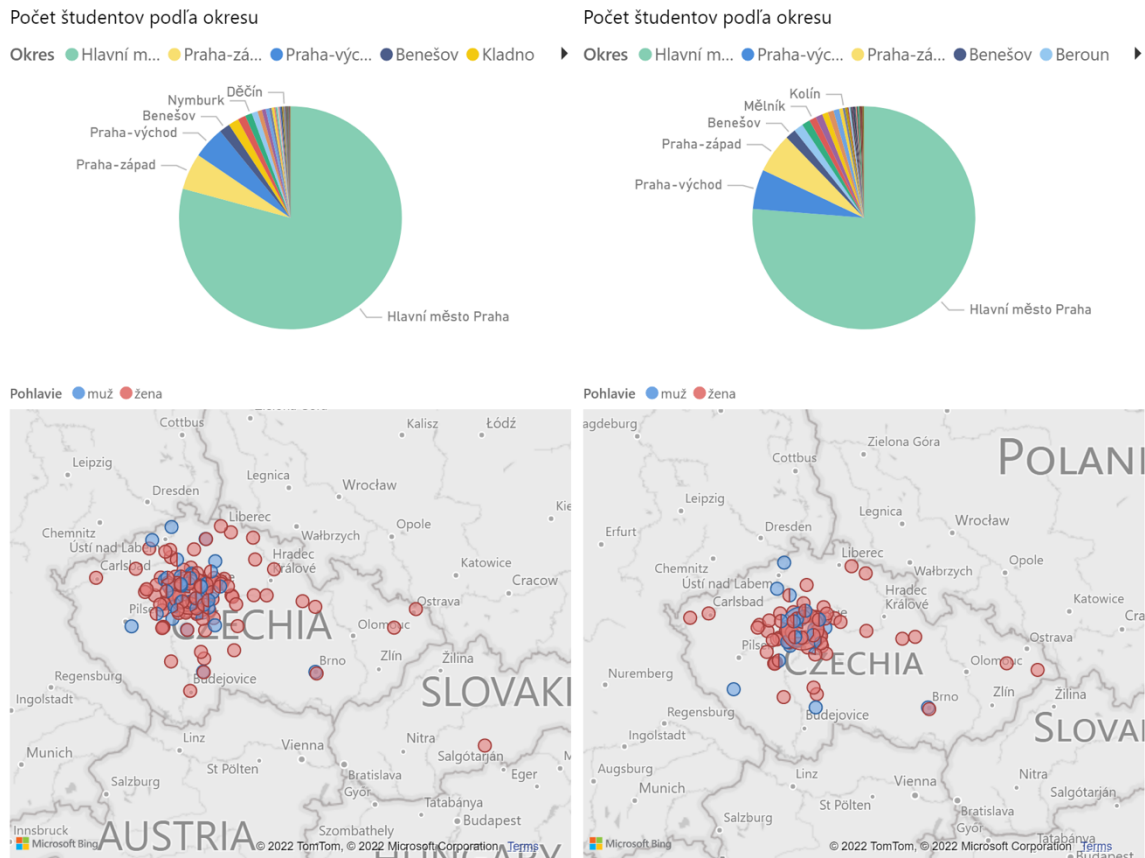 Počet študentov podľa okresu
Okres Hlavní m... Praha-zá... Praha-výc... Benešov Kladno
Děčín
Nymburk
Benešov
Praha-východ
Praha-západ
Hlavní město Praha
Počet študentov podľa okresu
Okres Hlavní m... Praha-výc... Praha-zá... Benešov Beroun
Kolín
Mělník
Benešov
Praha-západ
Praha-východ
Hlavní město Praha
Pohlavie muž žena
Cottbus
Kalisz
Łódź
Leipzig
Legnica
Wrocław
Dresden
Chemnitz
Liberec
Wałbrzych
Opole
Ústí nad Labem
Carlsbad
Hradec
Králové
Katowice
Cracow
Ostrava
CZECHIA
Olomouc
Brno
Zlín
Žilina
Budejovice
Regensburg
Ingolstadt
SLOVAKI
Linz
Munich
St Pölten
Vienna
Nitra
Salgótarján
Bratislava
Eger
Salzburg
Győr
Tatabánya
Budapest
Innsbruck
AUSTRIA
Szombathely
HUNGARY
Microsoft Bing
© 2022 TomTom, © 2022 Microsoft Corporation Terms
Pohlavie muž žena
agdeburg
Zielona Góra
Cottbus
POLANI
Leipzig
Legnica
Wrocław
Erfurt
Dresden
Chemnitz
Liberec
Wałbrzych
Opole
Ústí nad Labem
Carlsbad
Hradec
Králové
Katowice
Cra
Ostrava
CZECHIA
Olomouc
Nuremberg
Brno
Zlín
Žilina
Regensburg
Budejovice
Ingolstadt
SLOVA
Augsburg
Linz
Nitra
Munich
St Pölten
Vienna
Salgótarján
Bratislava
Salzburg
Győr
Tatabánya
Budapest
Microsoft Bing
© 2022 TomTom, © 2022 Microsoft Corporation Terms